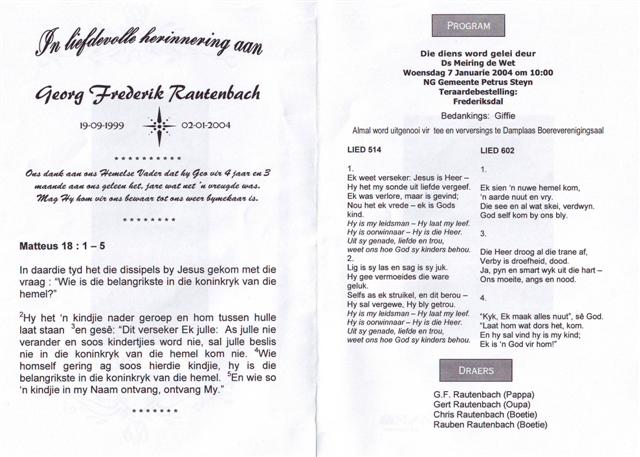 In liefdevolle herinnering aan
Georg Frederik Rautenbach
19-09-1999 02-01-2004
* * * * * * * * * *
Ons dank aan ons Hemelse Vader dat hy Geo vir 4 jaar en 3
maande aan ons geleen het, jare wat net 'n vreugde was.
Mag Hy hom vir ons bewaar tot ons weer bymekaar is.
* * * * * * * *
Matteus 18 : 1 – 5
In daardie tyd het die dissipels by Jesus gekom met die
vraag : "Wie is die belangrikste in die koninkryk van die
hemel?"
2Hy het 'n kindjie nader geroep en hom tussen hulle
laat staan 3en gesê: "Dit verseker Ek julle: As julle nie
verander en soos kindertjies word nie, sal julle beslis
nie in die koninkryk van die hemel kom nie. 4Wie
homself gering ag soos hierdie kindjie, hy is die
belangrikste in die koninkryk van die hemel. 5En wie so
'n kindjie in my Naam ontvang, ontvang My."
* * * * * * *
PROGRAM
Die diens word gelei deur
Ds Meiring de Wet
Woensdag 7 Januarie 2004 om 10:00
NG Gemeente Petrus Steyn
Teraardebestelling:
Frederiksdal
Bedankings: Giffie
Almal word uitgenooi vir tee en verversings te Damplaas Boereverenigingsaal
LIED 514
1.
Ek weet verseker: Jesus is Heer –
Hy het my sonde uit liefde vergeef.
Ek was verlore, maar is gevind;
Nou het ek vrede – ek is Gods
kind.
Hy is my leidsman – Hy laat my leef.
Hy is oorwinnaar – Hy is die Heer.
Uit sy genade, liefde en trou,
weet ons hoe God sy kinders behou.
2.
Lig is sy las en sag is sy juk.
Hy gee vermoeides die ware
geluk.
Selfs as ek struikel, en dit berou –
Hy sal vergewe, Hy bly getrou.
Hy is my leidsman – Hy laat my leef.
Hy is oorwinnaar – Hy is die Heer.
Uit sy genade, liefde en trou,
weet ons hoe God sy kinders behou.
LIED 602
1.
Ek sien 'n nuwe hemel kom,
'n aarde nuut en vry.
Die see en al wat skei, verdwyn.
God self kom by ons bly.
3.
Die Heer droog al die trane af,
Verby is droefheid, dood.
Ja, pyn en smart wyk uit die hart –
Ons moeite, angs en nood.
4.
"Kyk, Ek maak alles nuut", sê God.
"Laat hom wat dors het, kom.
En hy sal vind hy is my kind;
Ek is 'n God vir hom!"
DRAERS
G.F. Rautenbach (Pappa)
Gert Rautenbach (Oupa)
Chris Rautenbach (Boetie)
Rauben Rautenbach (Boetie)